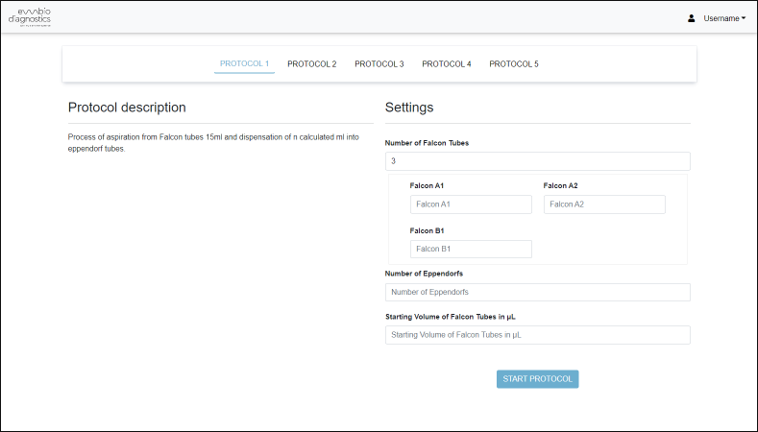 embio
diagnostics
Username
PROTOCOL 1 PROTOCOL 2 PROTOCOL 3 PROTOCOL 4 PROTOCOL 5
Protocol description
Process of aspiration from Falcon tubes 15ml and dispensation of n calculated ml into
eppendorf tubes.
Settings
Number of Falcon Tubes
3
Falcon A1 Falcon A2
Falcon A1 Falcon A2
Falcon B1
Falcon B1
Number of Eppendorfs
Number of Eppendorfs
Starting Volume of Falcon Tubes in µL
Starting Volume of Falcon Tubes in µL
START PROTOCOL